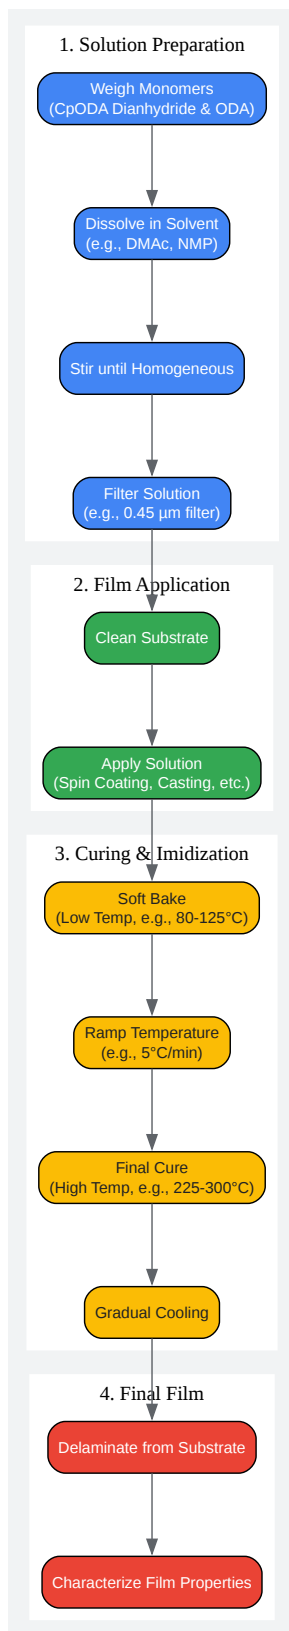 1. Solution Preparation
Weigh Monomers
(CpODA Dianhydride & ODA)
Dissolve in Solvent
(e.g., DMAc, NMP)
Stir until Homogeneous
Filter Solution
(e.g., 0.45 µm filter)
2. Film Application
Clean Substrate
Apply Solution
(Spin Coating, Casting, etc.)
3. Curing & Imidization
Soft Bake
(Low Temp, e.g., 80-125°C)
Ramp Temperature
(e.g., 5°C/min)
Final Cure
(High Temp, e.g., 225-300°C)
Gradual Cooling
4. Final Film
Delaminate from Substrate
Characterize Film Properties